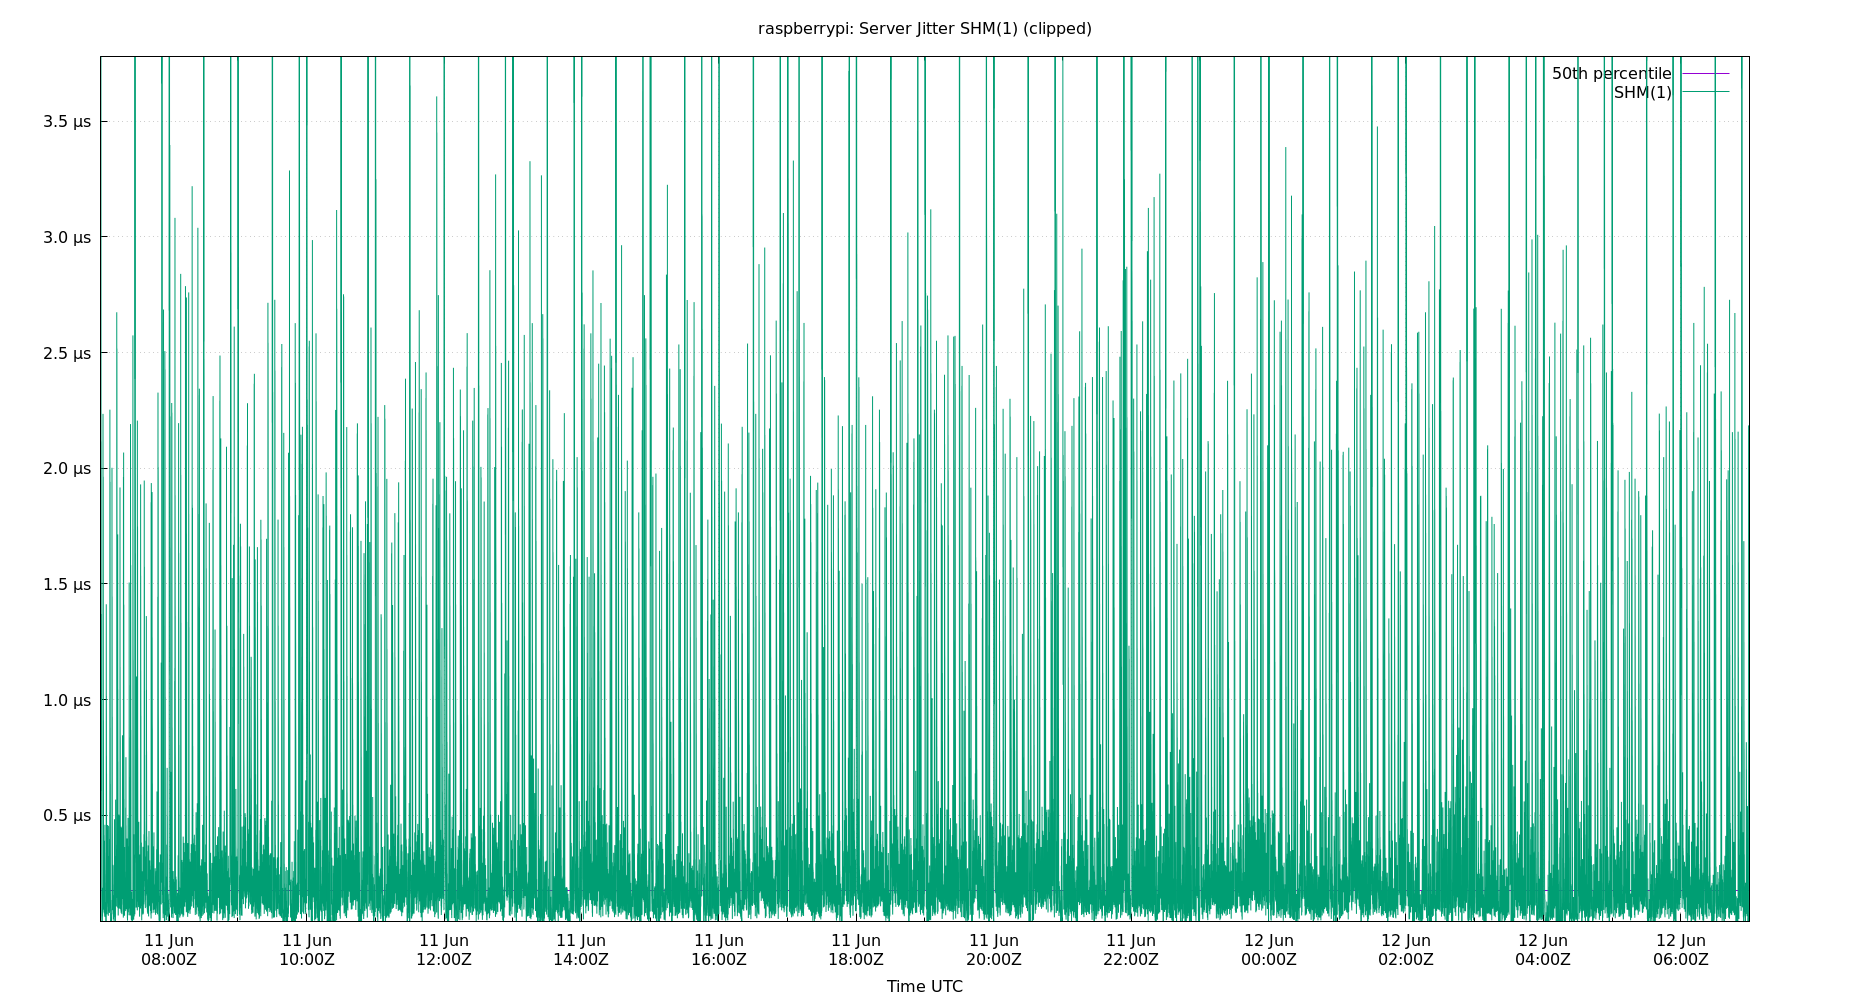 raspberrypi: Server Jitter SHM(1) (clipped)
50th percentile
SHM(1)
3.5 µs
3.0 µs
2.5 µs
2.0 µs
1.5 µs
1.0 µs
0.5 µs
11 Jun 11 Jun 11 Jun 11 Jun 11 Jun 11 Jun 11 Jun 11 Jun 12 Jun 12 Jun 12 Jun 12 Jun
08:00Z 10:00Z 12:00Z 14:00Z 16:00Z 18:00Z 20:00Z 22:00Z 00:00Z 02:00Z 04:00Z 06:00Z
Time UTC